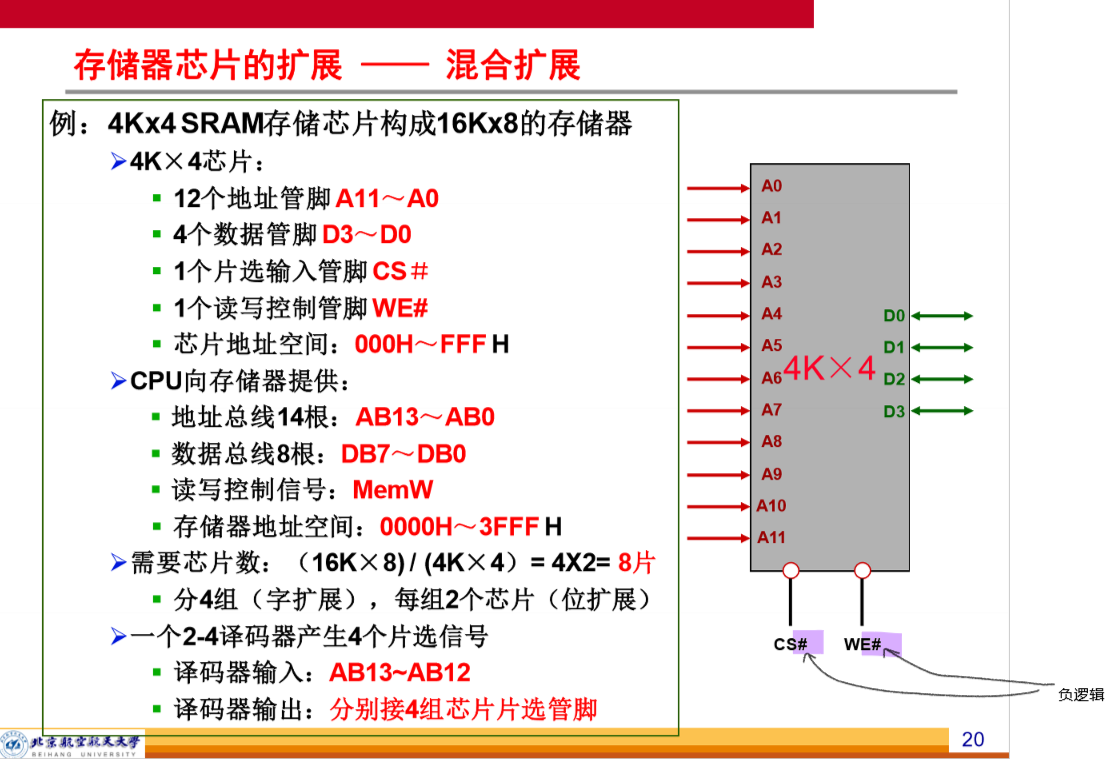 存储器芯片的扩展 —— 混合扩展
例：4Kx4 SRAM存储芯片构成16Kx8的存储器
➢4K×4芯片：
▪ 12个地址管脚 A11～A0
▪ 4个数据管脚 D3～D0
▪ 1个片选输入管脚 CS＃
▪ 1个读写控制管脚 WE#
▪ 芯片地址空间：000H～FFF H
➢CPU向存储器提供：
▪ 地址总线14根：AB13～AB0
▪ 数据总线8根：DB7～DB0
▪ 读写控制信号：MemW
▪ 存储器地址空间：0000H～3FFF H
➢需要芯片数：（16K×8) / (4K×4）= 4X2= 8片
▪ 分4组（字扩展），每组2个芯片（位扩展）
➢一个2-4译码器产生4个片选信号
▪ 译码器输入：AB13~AB12
▪ 译码器输出：分别接4组芯片片选管脚
A0
A1
A2
A3
A4
A5
A6
A7
A8
A9
A10
A11
4K×4
D0
D1
D2
D3
CS#
WE#
负逻辑
北京航空航天大学
BEIHANG UNIVERSITY
20